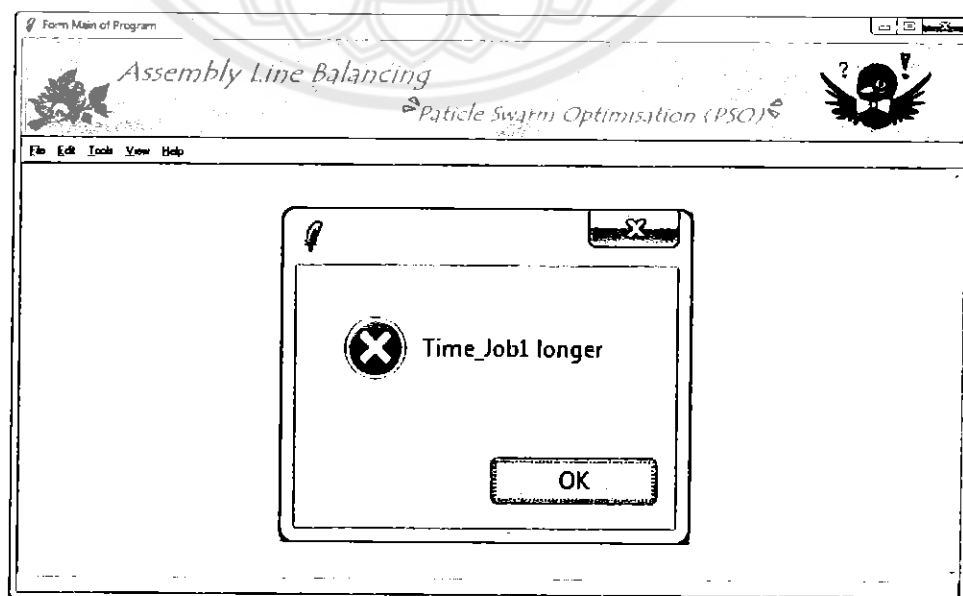 Form Main of Program
Assembly Line Balancing
Paticle Swarm Optimisation (PSO)
? !
File Edit Tools View Help
X
Time_Job1 longer
OK